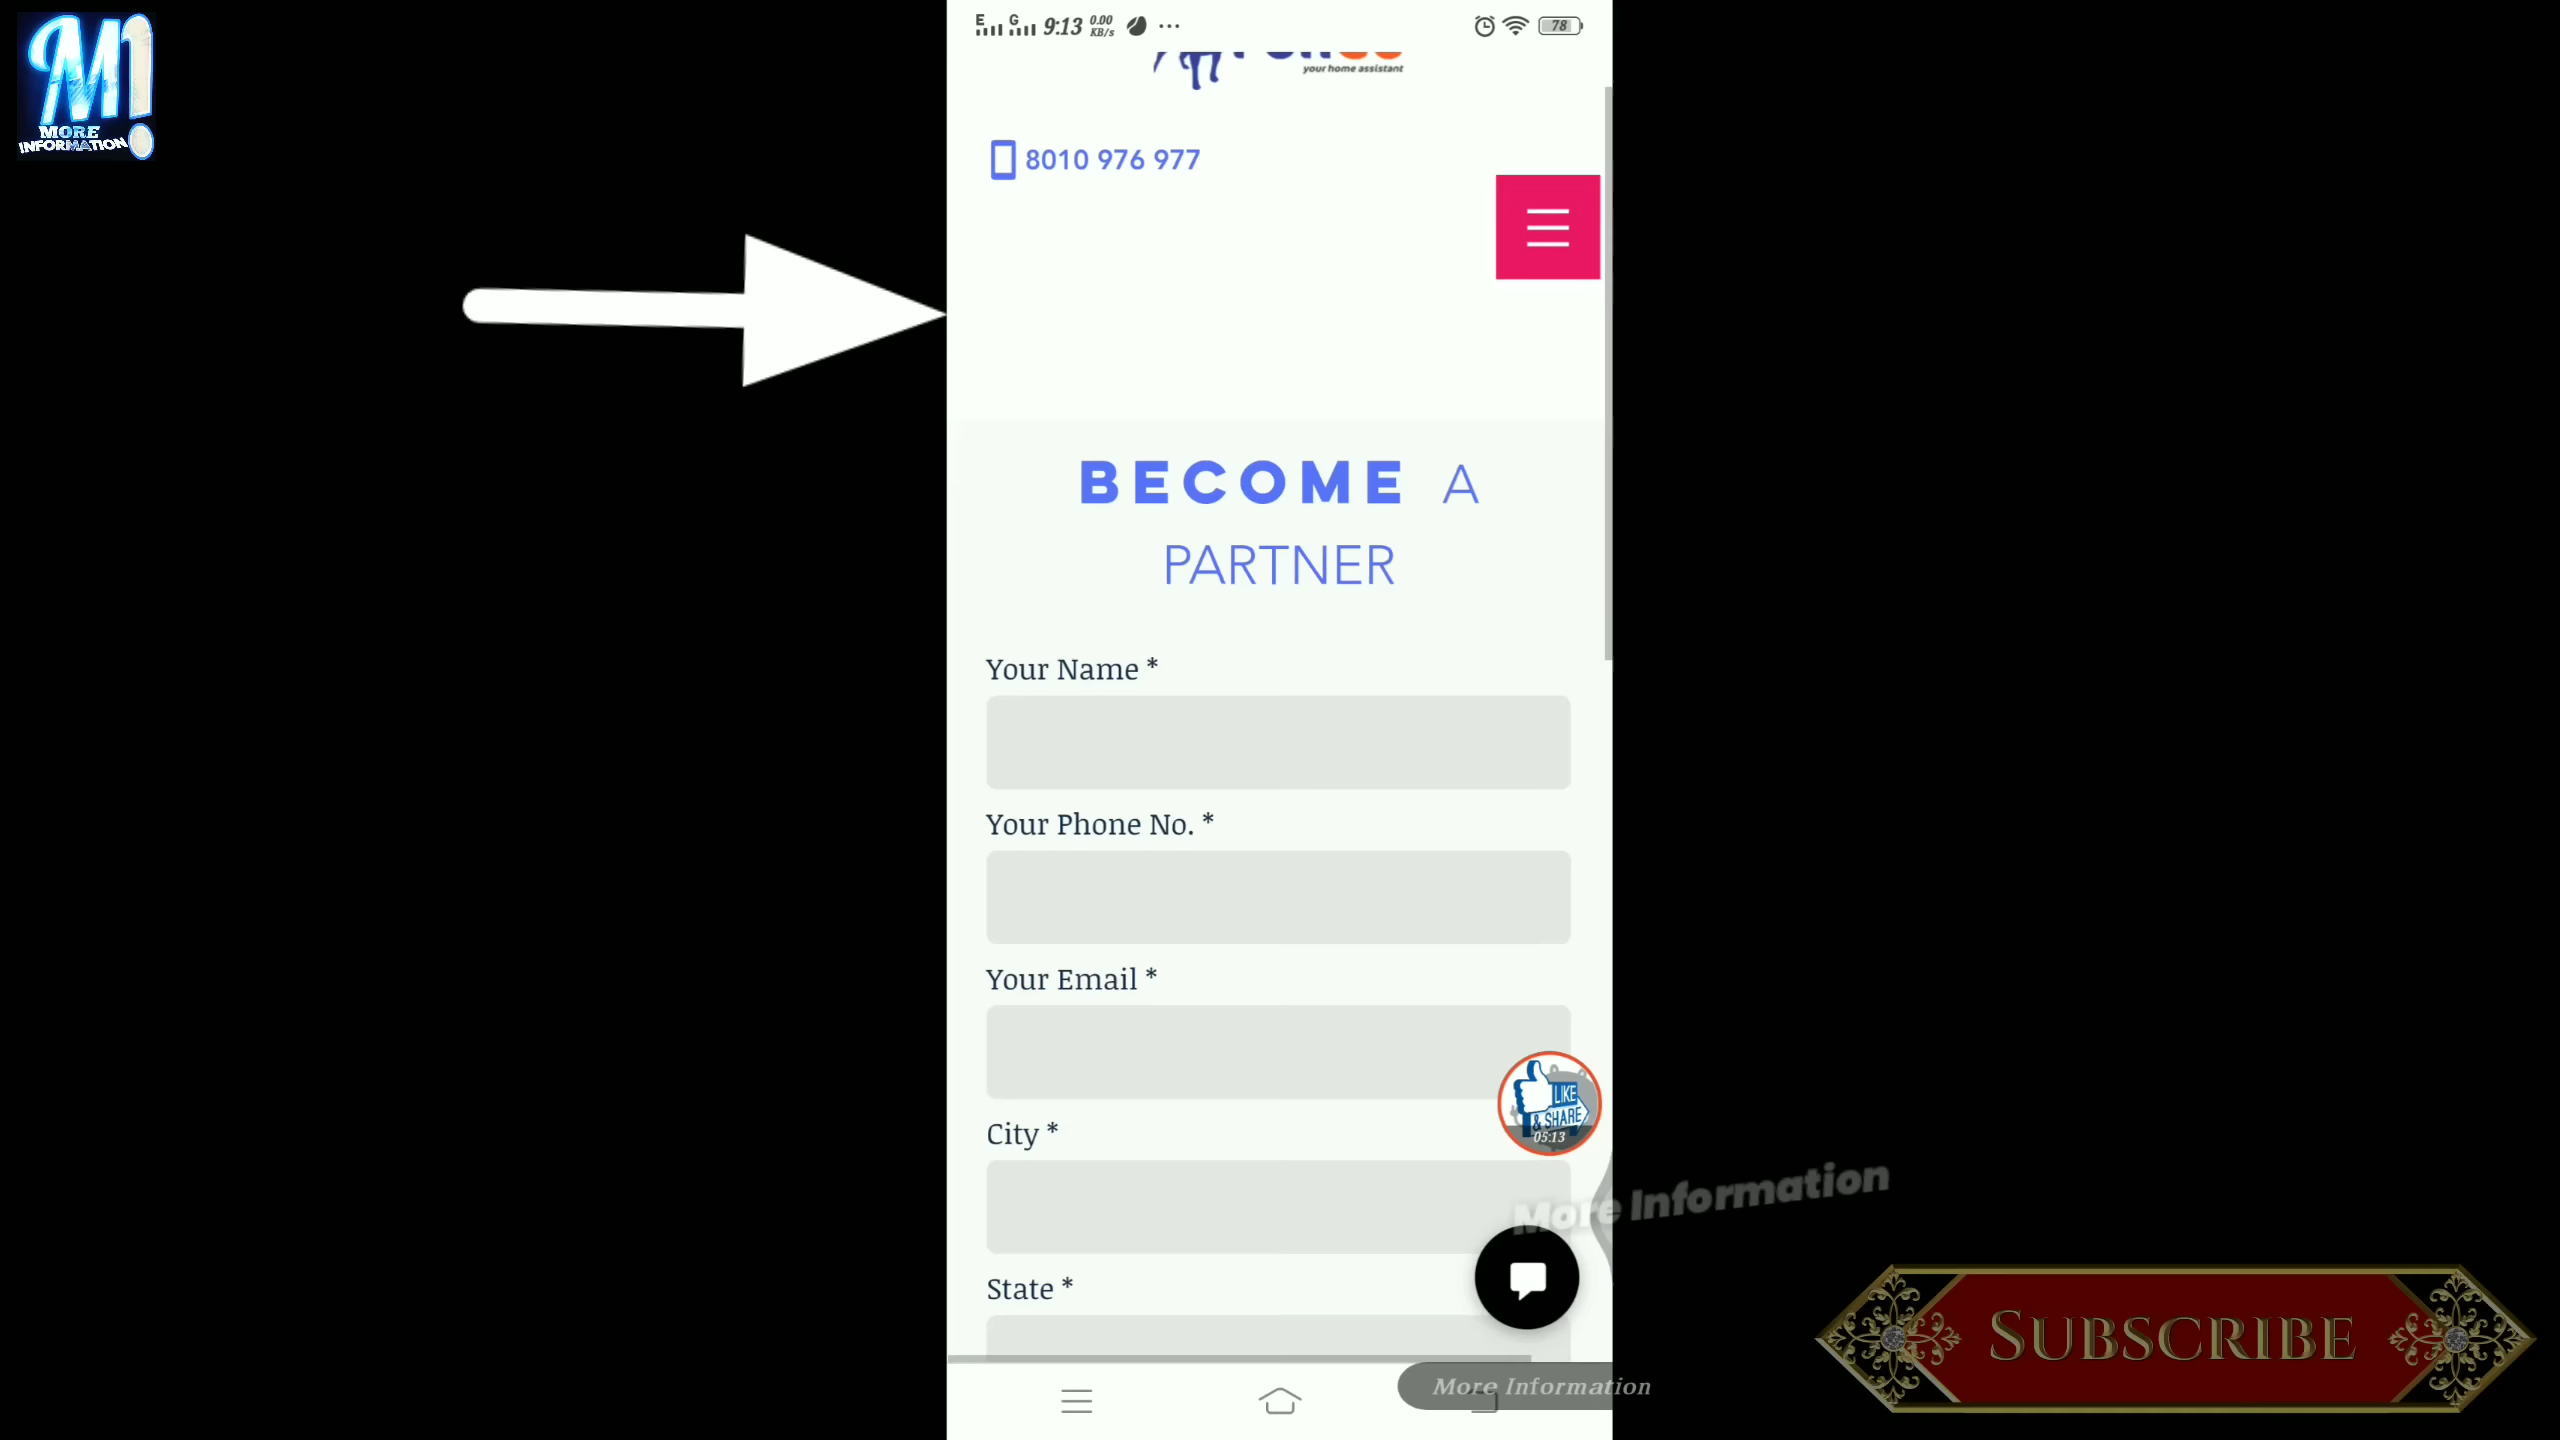 M1
MORE
INFORMATION
E G 9:13 0.00 KB/s 78
your home assistant
8010 976 977
BECOME A
PARTNER
Your Name *
Your Phone No. *
Your Email *
LIKE
& SHARE
05:13
City *
More Information
State *
SUBSCRIBE
More Information